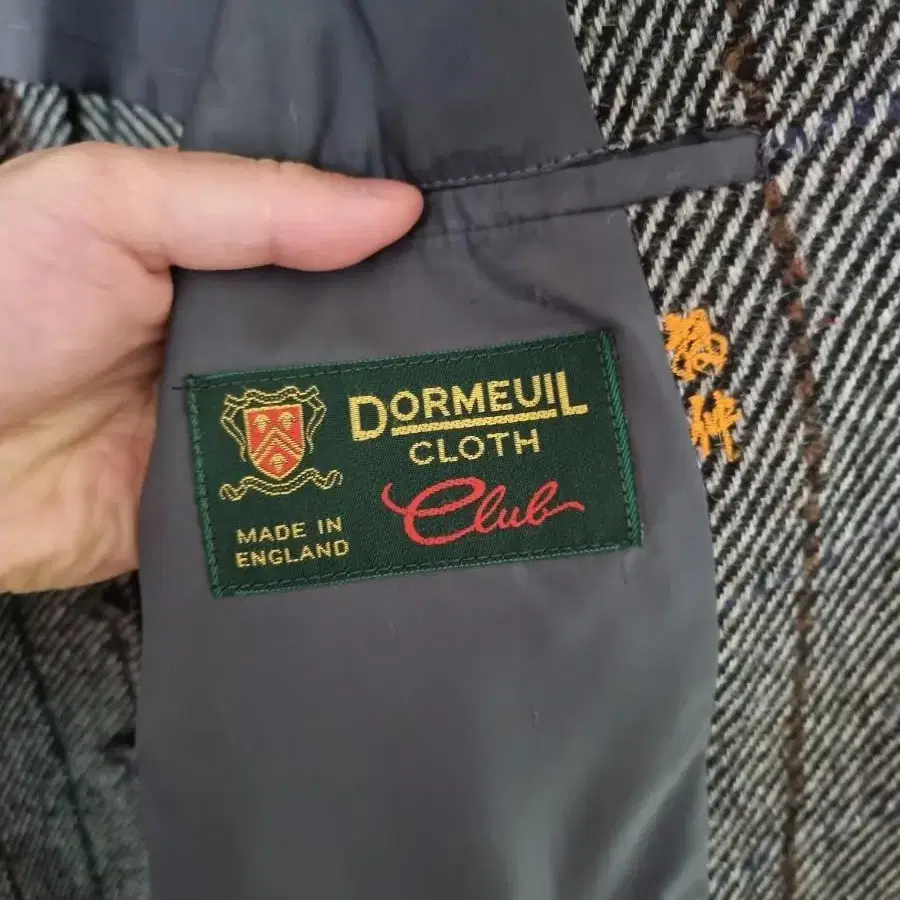 DORMEUIL
CLOTH
Club
MADE IN
ENGLAND